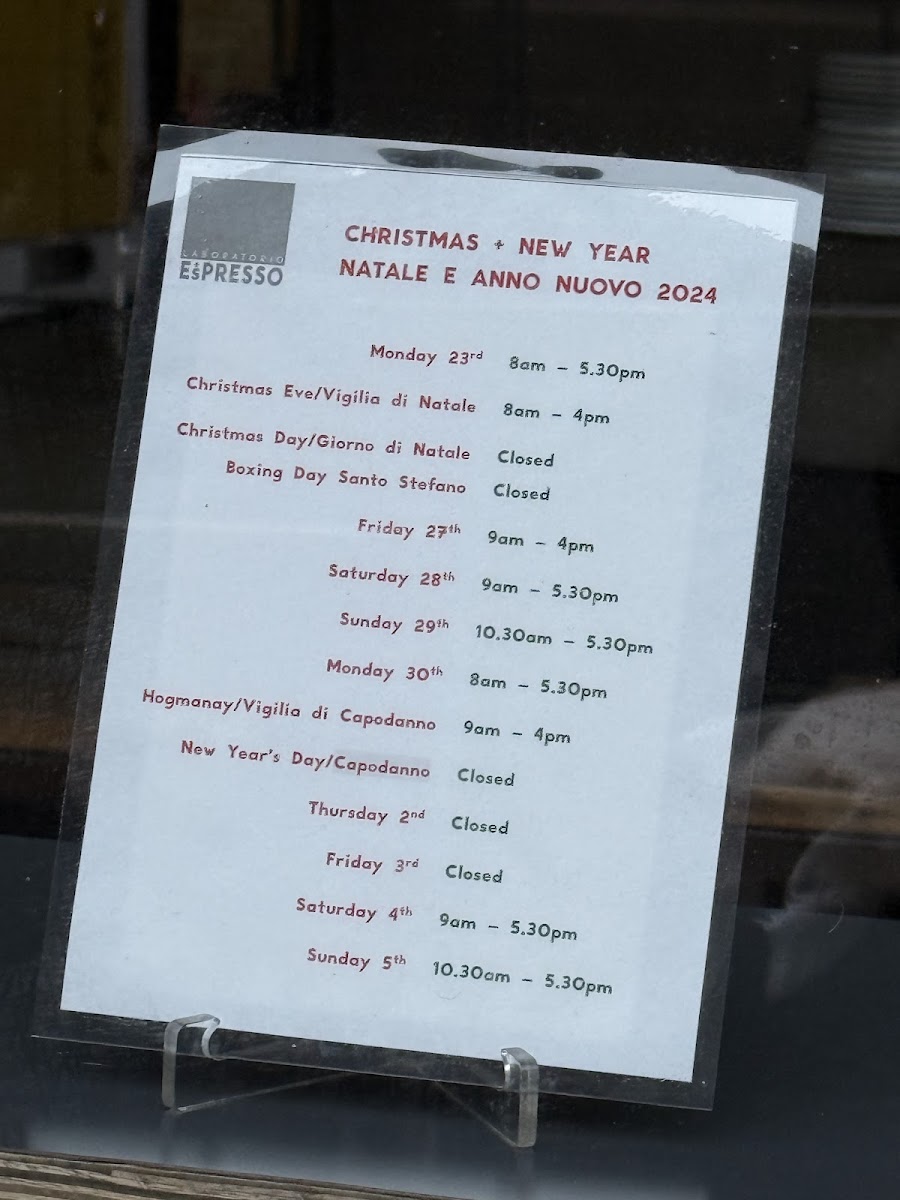 LABORATORIO
ESPRESSO
CHRISTMAS + NEW YEAR
NATALE E ANNO NUOVO 2024
Monday 23rd 8am – 5.30pm
Christmas Eve/Vigilia di Natale 8am – 4pm
Christmas Day/Giorno di Natale Closed
Boxing Day Santo Stefano Closed
Friday 27th 9am – 4pm
Saturday 28th 9am – 5.30pm
Sunday 29th 10.30am – 5.30pm
Monday 30th 8am – 5.30pm
Hogmanay/Vigilia di Capodanno 9am – 4pm
New Year's Day/Capodanno Closed
Thursday 2nd Closed
Friday 3rd Closed
Saturday 4th 9am – 5.30pm
Sunday 5th 10.30am – 5.30pm